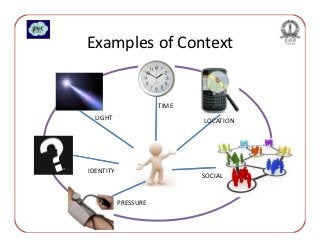 Examples of Context
TIME
LIGHT
LOCATION
IDENTITY
SOCIAL
PRESSURE